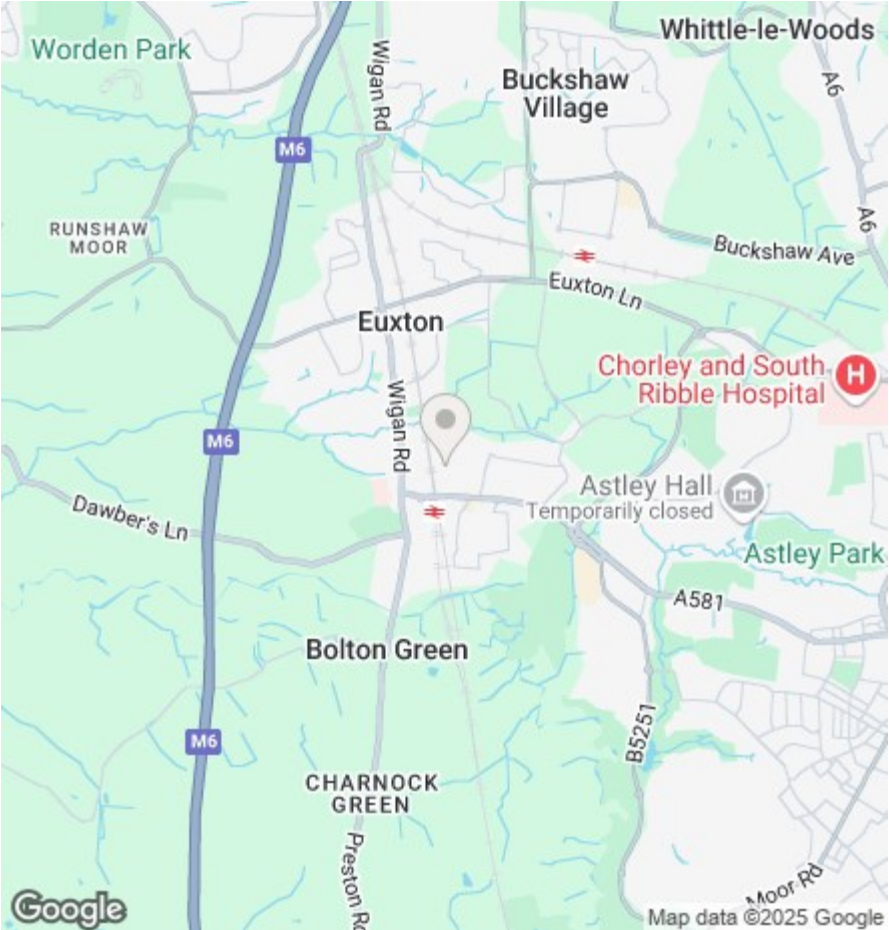 Whittle-le-Woods
Worden Park
Wigan Rd
Buckshaw
Village
A6
M6
RUNSHAW
MOOR
A6
Buckshaw Ave
Euxton Ln
Euxton
Chorley and South
Ribble Hospital
H
Wigan Rd
M6
Astley Hall
Temporarily closed
Dawber's Ln
Astley Park
A581
Bolton Green
B5251
M6
CHARNOCK
GREEN
Preston Rd
Moor Rd
Google
Map data ©2025 Google